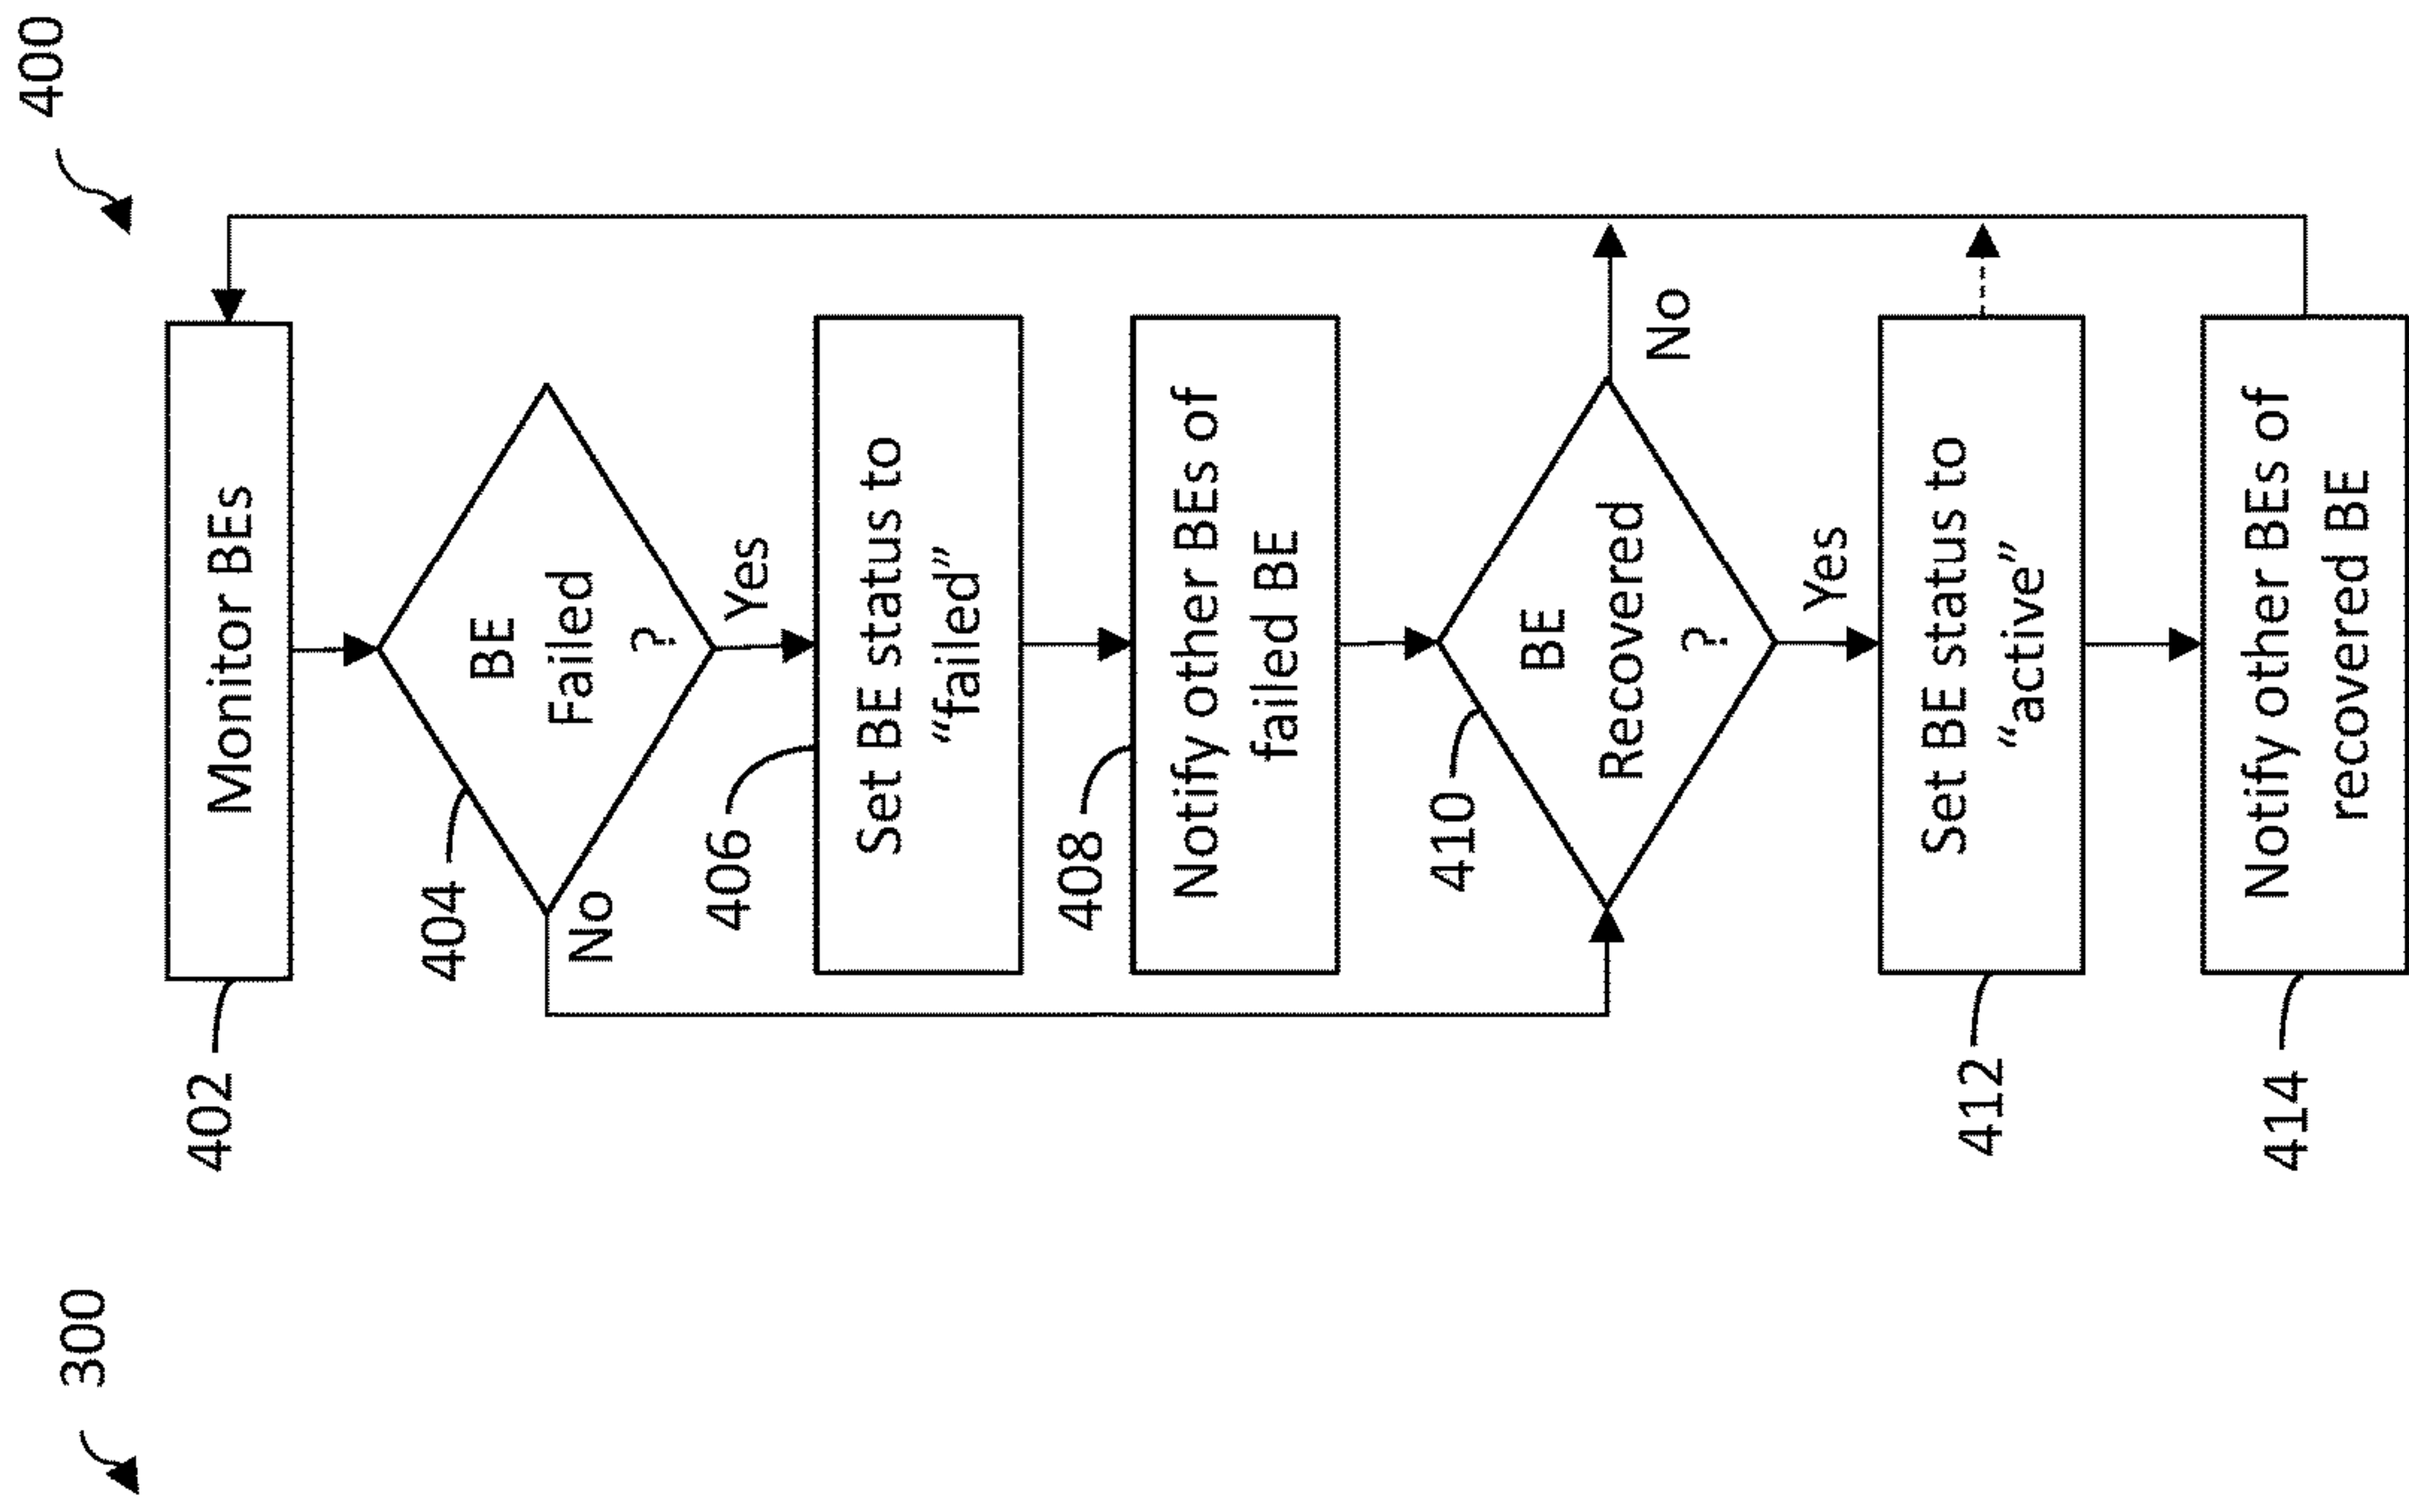 400
300
402
Monitor BEs
404
BE
Failed
?
No
Yes
406
Set BE status to
“failed”
408
Notify other BEs of
failed BE
410
BE
Recovered
?
No
Yes
412
Set BE status to
“active”
414
Notify other BEs of
recovered BE